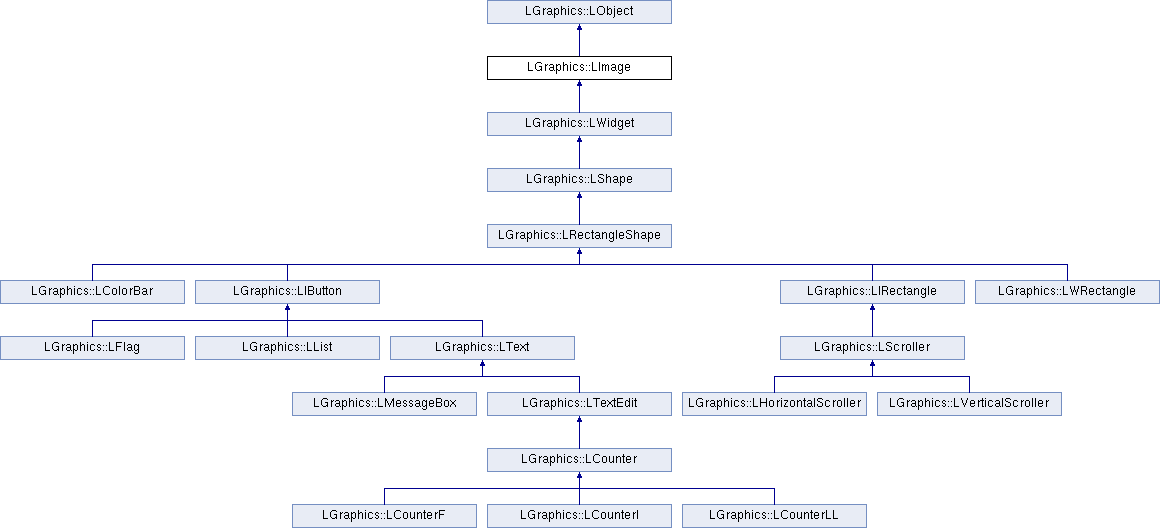 LGraphics::LObject
LGraphics::LImage
LGraphics::LWidget
LGraphics::LShape
LGraphics::LRectangleShape
LGraphics::LColorBar
LGraphics::LIButton
LGraphics::LIRectangle
LGraphics::LWRectangle
LGraphics::LFlag
LGraphics::LList
LGraphics::LText
LGraphics::LScroller
LGraphics::LMessageBox
LGraphics::LTextEdit
LGraphics::LHorizontalScroller
LGraphics::LVerticalScroller
LGraphics::LCounter
LGraphics::LCounterF
LGraphics::LCounterI
LGraphics::LCounterLL